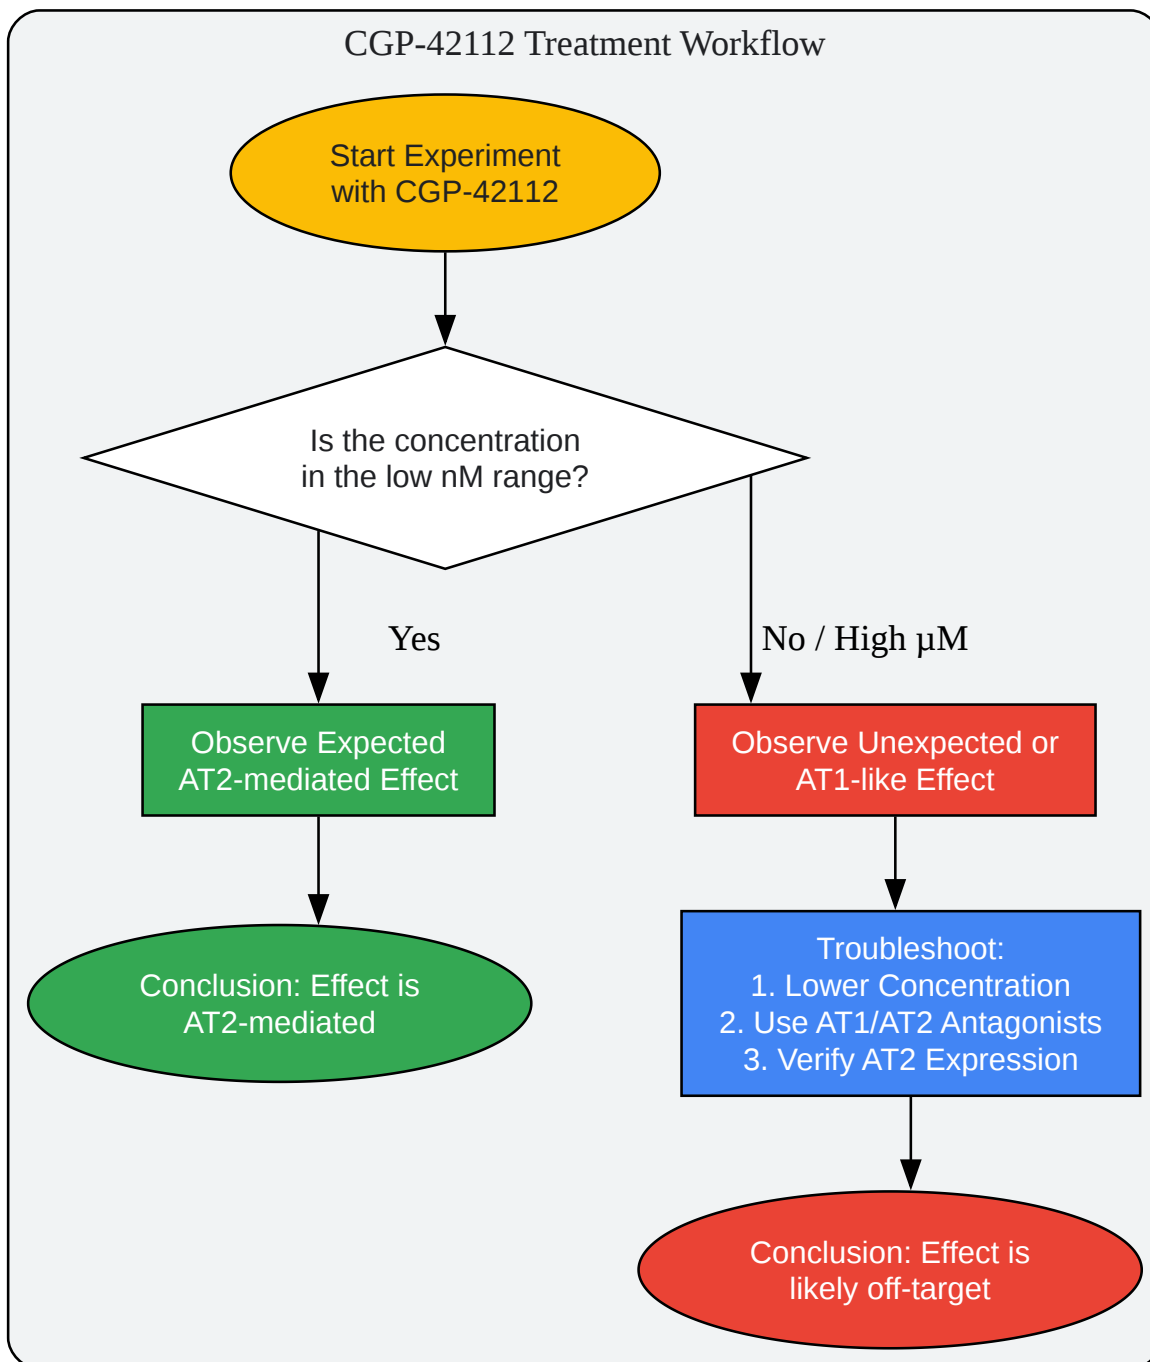 CGP-42112 Treatment Workflow
Start Experiment
with CGP-42112
Is the concentration
in the low nM range?
Yes
No / High µM
Observe Expected
AT2-mediated Effect
Observe Unexpected or
AT1-like Effect
Conclusion: Effect is
AT2-mediated
Troubleshoot:
1. Lower Concentration
2. Use AT1/AT2 Antagonists
3. Verify AT2 Expression
Conclusion: Effect is
likely off-target